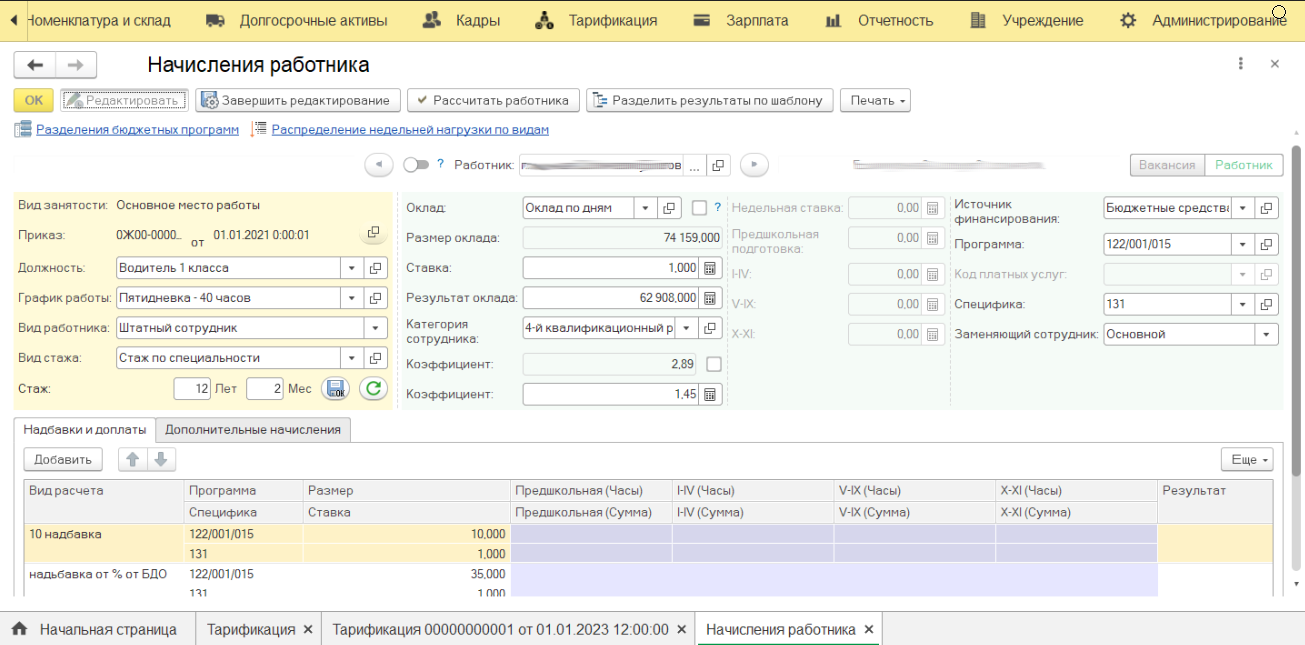 Номенклатура и склад Долгосрочные активы Кадры Тарификация Зарплата Отчетность Учреждение Администрирование
Начисления работника
OK Редактировать Завершить редактирование Рассчитать работника Разделить результаты по шаблону Печать
Разделения бюджетных программ Распределение недельной нагрузки по видам
? Работник: ов ... Вакансия Работник
Вид занятости: Основное место работы
Приказ: 0Ж00-0000... от 01.01.2021 0:00:01
Должность: Водитель 1 класса
График работы: Пятидневка - 40 часов
Вид работника: Штатный сотрудник
Вид стажа: Стаж по специальности
Стаж: 12 Лет 2 Мес
Оклад: Оклад по дням ?
Размер оклада: 74 159,000
Ставка: 1,000
Результат оклада: 62 908,000
Категория сотрудника: 4-й квалификационный р
Коэффициент: 2,89
Коэффициент: 1,45
Недельная ставка: 0,00
Предшкольная подготовка: 0,00
I-IV: 0,00
V-IX: 0,00
X-XI: 0,00
Источник финансирования: Бюджетные средства
Программа: 122/001/015
Код платных услуг:
Специфика: 131
Заменяющий сотрудник: Основной
Надбавки и доплаты Дополнительные начисления
Добавить Еще
Вид расчета Программа Размер Предшкольная (Часы) I-IV (Часы) V-IX (Часы) X-XI (Часы) Результат
Специфика Ставка Предшкольная (Сумма) I-IV (Сумма) V-IX (Сумма) X-XI (Сумма)
10 надбавка 122/001/015 10,000
131 1,000
надьбавка от % от БДО 122/001/015 35,000
131 1,000
Начальная страница Тарификация Тарификация 00000000001 от 01.01.2023 12:00:00 Начисления работника